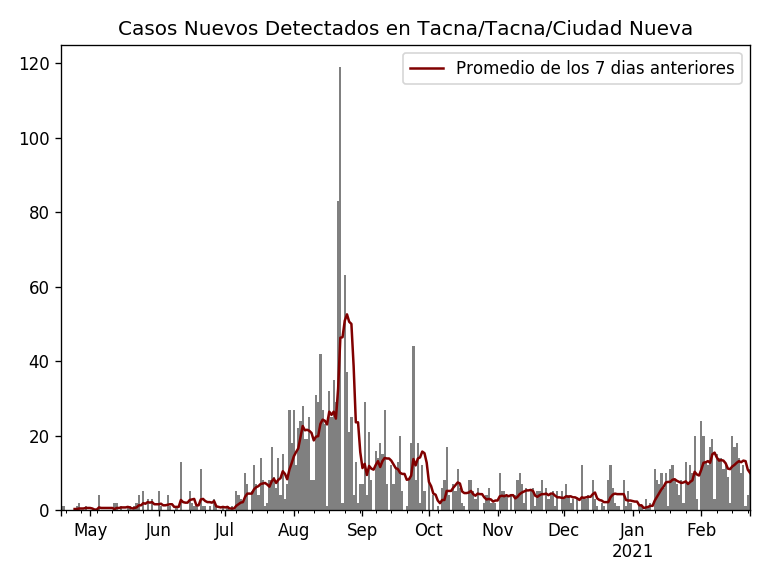 Casos Nuevos Detectados en Tacna/Tacna/Ciudad Nueva
Promedio de los 7 dias anteriores
120
100
80
60
40
20
0
May Jun Jul Aug Sep Oct Nov Dec Jan Feb
2021